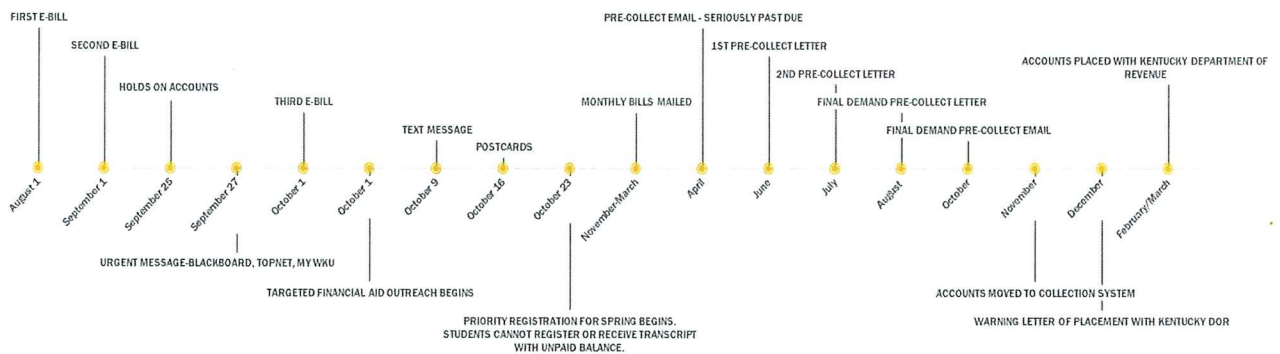 FIRST E-BILL
SECOND E-BILL
HOLDS ON ACCOUNTS
THIRD E-BILL
TEXT MESSAGE
POSTCARDS
MONTHLY BILLS MAILED
PRE-COLLECT EMAIL - SERIOUSLY PAST DUE
1ST PRE-COLLECT LETTER
2ND PRE-COLLECT LETTER
FINAL DEMAND PRE-COLLECT LETTER
FINAL DEMAND PRE-COLLECT EMAIL
ACCOUNTS PLACED WITH KENTUCKY DEPARTMENT OF
REVENUE
August 1
September 1
September 25
September 27
October 1
October 1
October 9
October 16
October 23
November-March
April
June
July
August
October
November
December
February/March
URGENT MESSAGE-BLACKBOARD, TOPNET, MY WKU
TARGETED FINANCIAL AID OUTREACH BEGINS
PRIORITY REGISTRATION FOR SPRING BEGINS.
STUDENTS CANNOT REGISTER OR RECEIVE TRANSCRIPT
WITH UNPAID BALANCE.
ACCOUNTS MOVED TO COLLECTION SYSTEM
WARNING LETTER OF PLACEMENT WITH KENTUCKY DOR